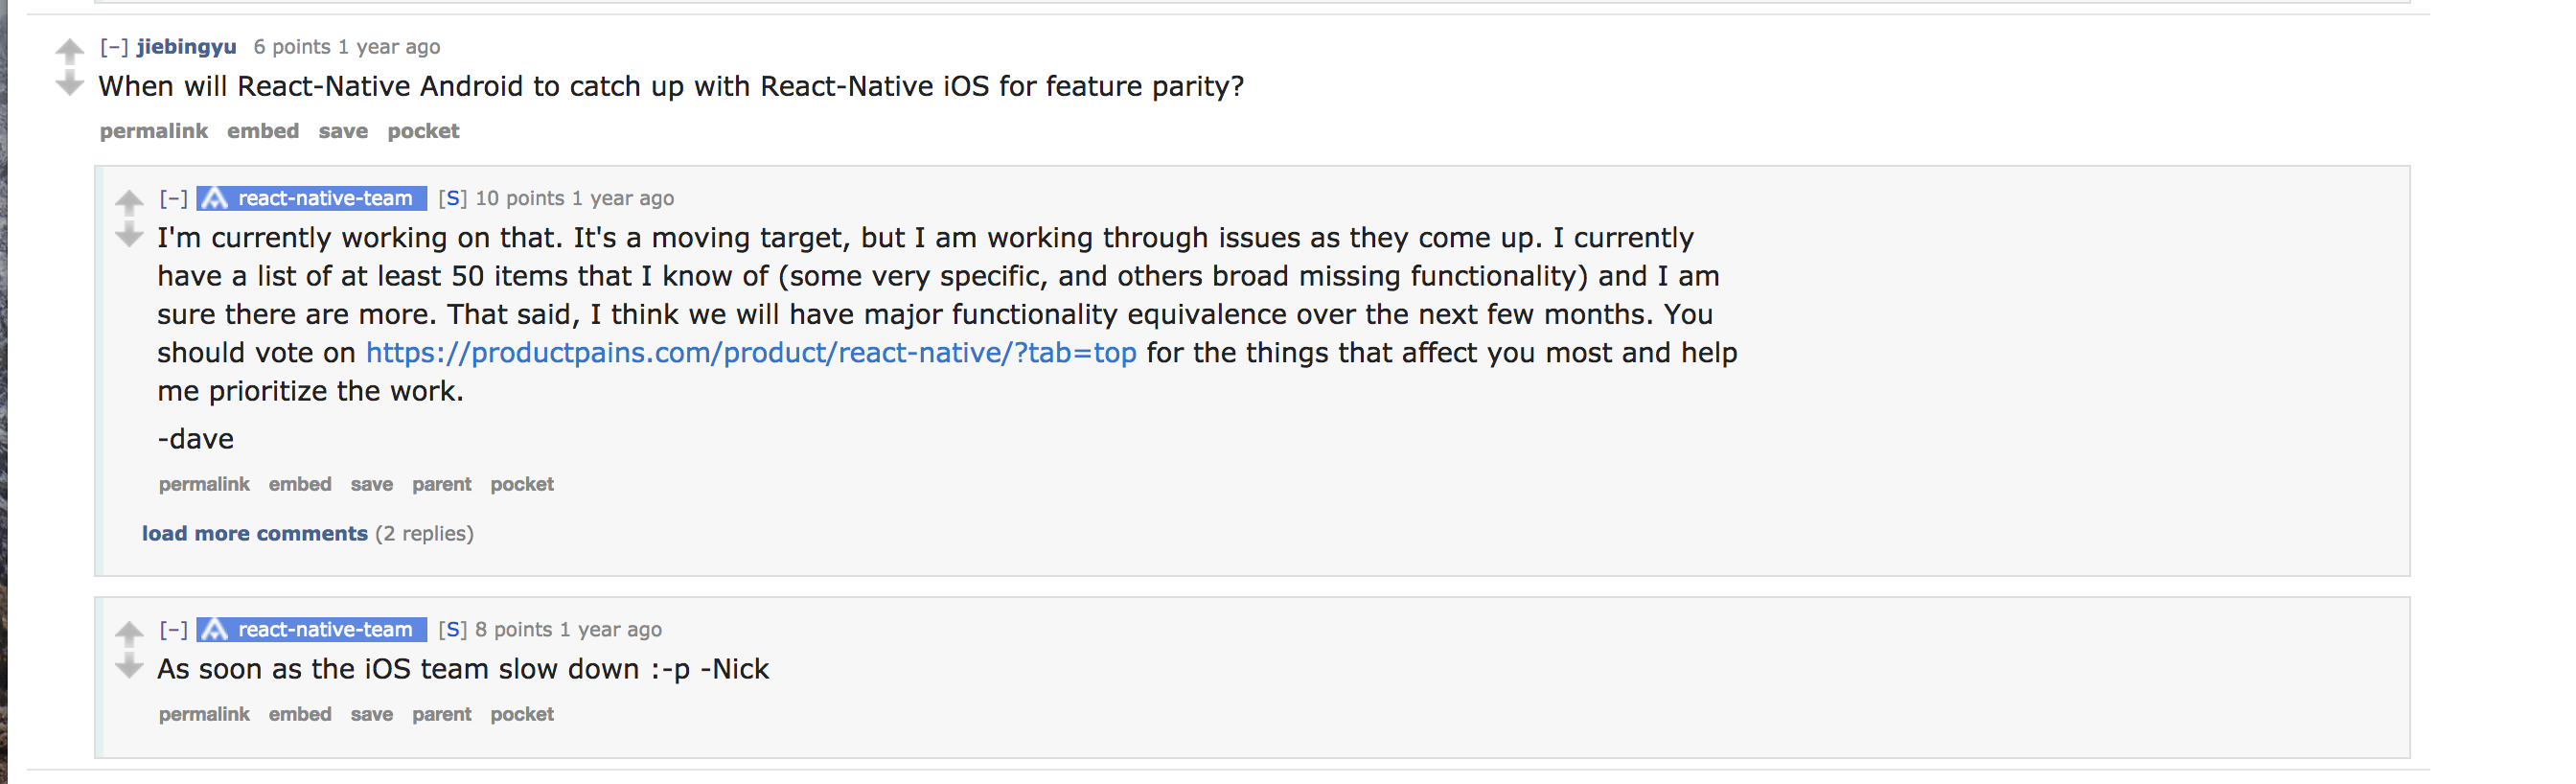 [–] jiebingyu 6 points 1 year ago
When will React-Native Android to catch up with React-Native iOS for feature parity?
permalink embed save pocket
[–] react-native-team [S] 10 points 1 year ago
I'm currently working on that. It's a moving target, but I am working through issues as they come up. I currently
have a list of at least 50 items that I know of (some very specific, and others broad missing functionality) and I am
sure there are more. That said, I think we will have major functionality equivalence over the next few months. You
should vote on https://productpains.com/product/react-native/?tab=top for the things that affect you most and help
me prioritize the work.
-dave
permalink embed save parent pocket
load more comments (2 replies)
[–] react-native-team [S] 8 points 1 year ago
As soon as the iOS team slow down :-p -Nick
permalink embed save parent pocket